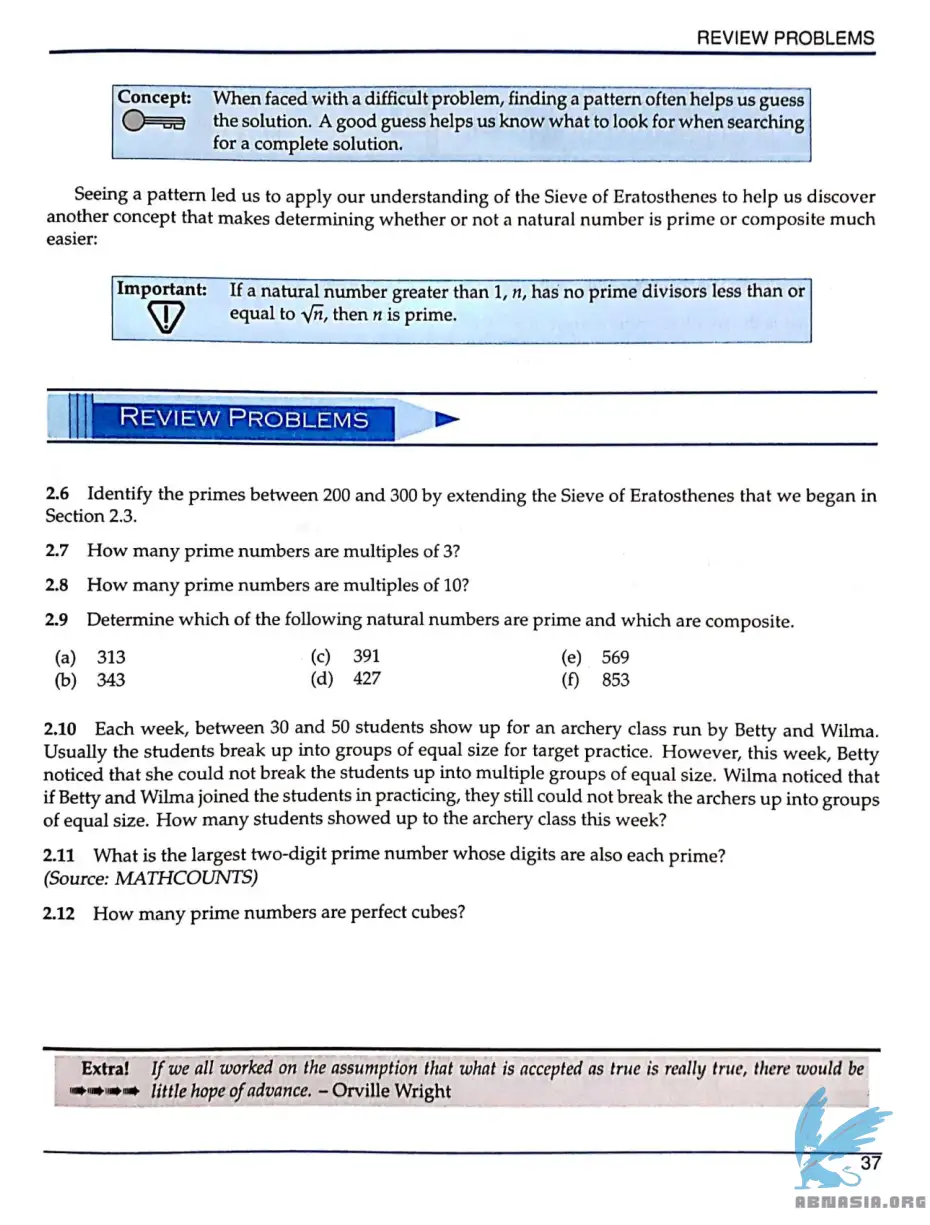 REVIEW PROBLEMS
Concept: When faced with a difficult problem, finding a pattern often helps us guess
the solution. A good guess helps us know what to look for when searching
for a complete solution.
Seeing a pattern led us to apply our understanding of the Sieve of Eratosthenes to help us discover
another concept that makes determining whether or not a natural number is prime or composite much
easier:
Important: If a natural number greater than 1, n, has no prime divisors less than or
equal to √n, then n is prime.
REVIEW PROBLEMS
2.6 Identify the primes between 200 and 300 by extending the Sieve of Eratosthenes that we began in
Section 2.3.
2.7 How many prime numbers are multiples of 3?
2.8 How many prime numbers are multiples of 10?
2.9 Determine which of the following natural numbers are prime and which are composite.
(a) 313 (c) 391 (e) 569
(b) 343 (d) 427 (f) 853
2.10 Each week, between 30 and 50 students show up for an archery class run by Betty and Wilma.
Usually the students break up into groups of equal size for target practice. However, this week, Betty
noticed that she could not break the students up into multiple groups of equal size. Wilma noticed that
if Betty and Wilma joined the students in practicing, they still could not break the archers up into groups
of equal size. How many students showed up to the archery class this week?
2.11 What is the largest two-digit prime number whose digits are also each prime?
(Source: MATHCOUNTS)
2.12 How many prime numbers are perfect cubes?
Extra! If we all worked on the assumption that what is accepted as true is really true, there would be
little hope of advance. – Orville Wright
37
ABNASIA.ORG